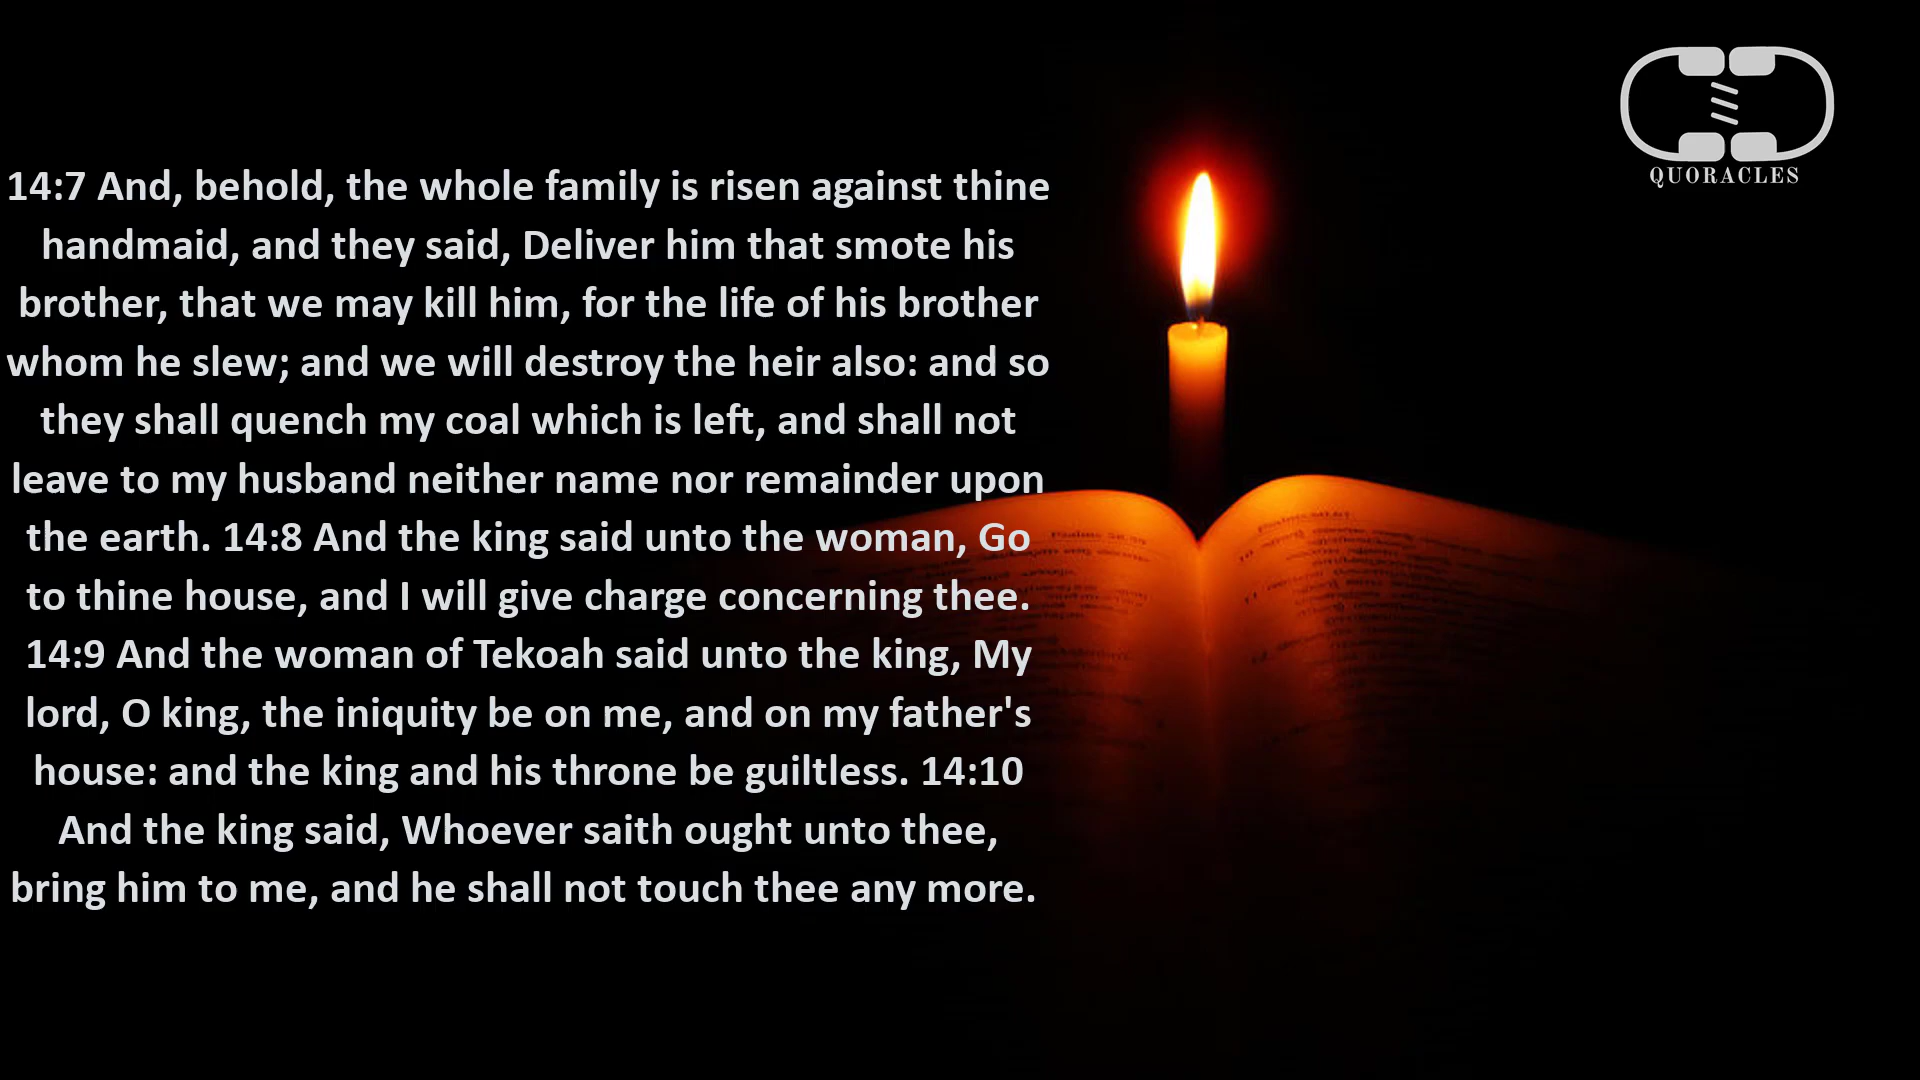 14:7 And, behold, the whole family is risen against thine
handmaid, and they said, Deliver him that smote his
brother, that we may kill him, for the life of his brother
whom he slew; and we will destroy the heir also: and so
they shall quench my coal which is left, and shall not
leave to my husband neither name nor remainder upon
the earth. 14:8 And the king said unto the woman, Go
to thine house, and I will give charge concerning thee.
14:9 And the woman of Tekoah said unto the king, My
lord, O king, the iniquity be on me, and on my father's
house: and the king and his throne be guiltless. 14:10
And the king said, Whoever saith ought unto thee,
bring him to me, and he shall not touch thee any more.
QUORACLES